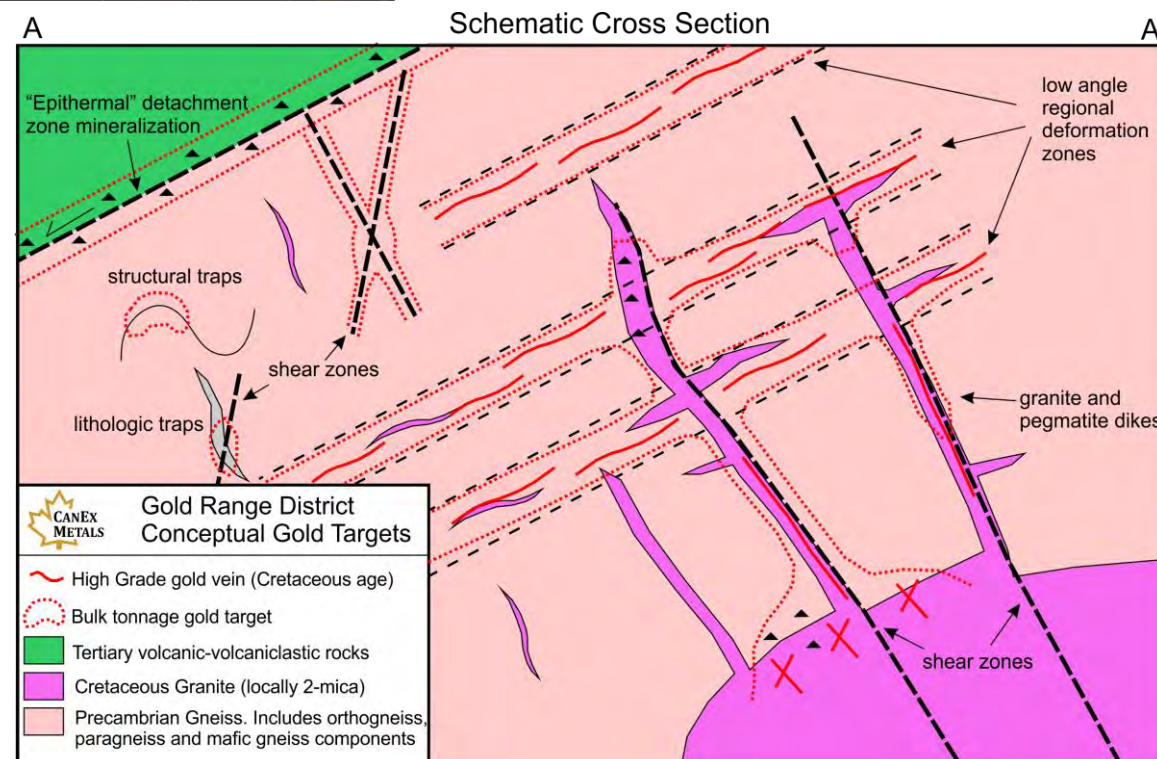 Schematic Cross Section
A
A
"Epithermal" detachment
zone mineralization
low angle
regional
deformation
zones
structural traps
shear zones
lithologic traps
granite and
pegmatite dikes
shear zones
CANEX
METALS
Gold Range District
Conceptual Gold Targets
High Grade gold vein (Cretaceous age)
Bulk tonnage gold target
Tertiary volcanic-volcaniclastic rocks
Cretaceous Granite (locally 2-mica)
Precambrian Gneiss. Includes orthogneiss,
paragneiss and mafic gneiss components